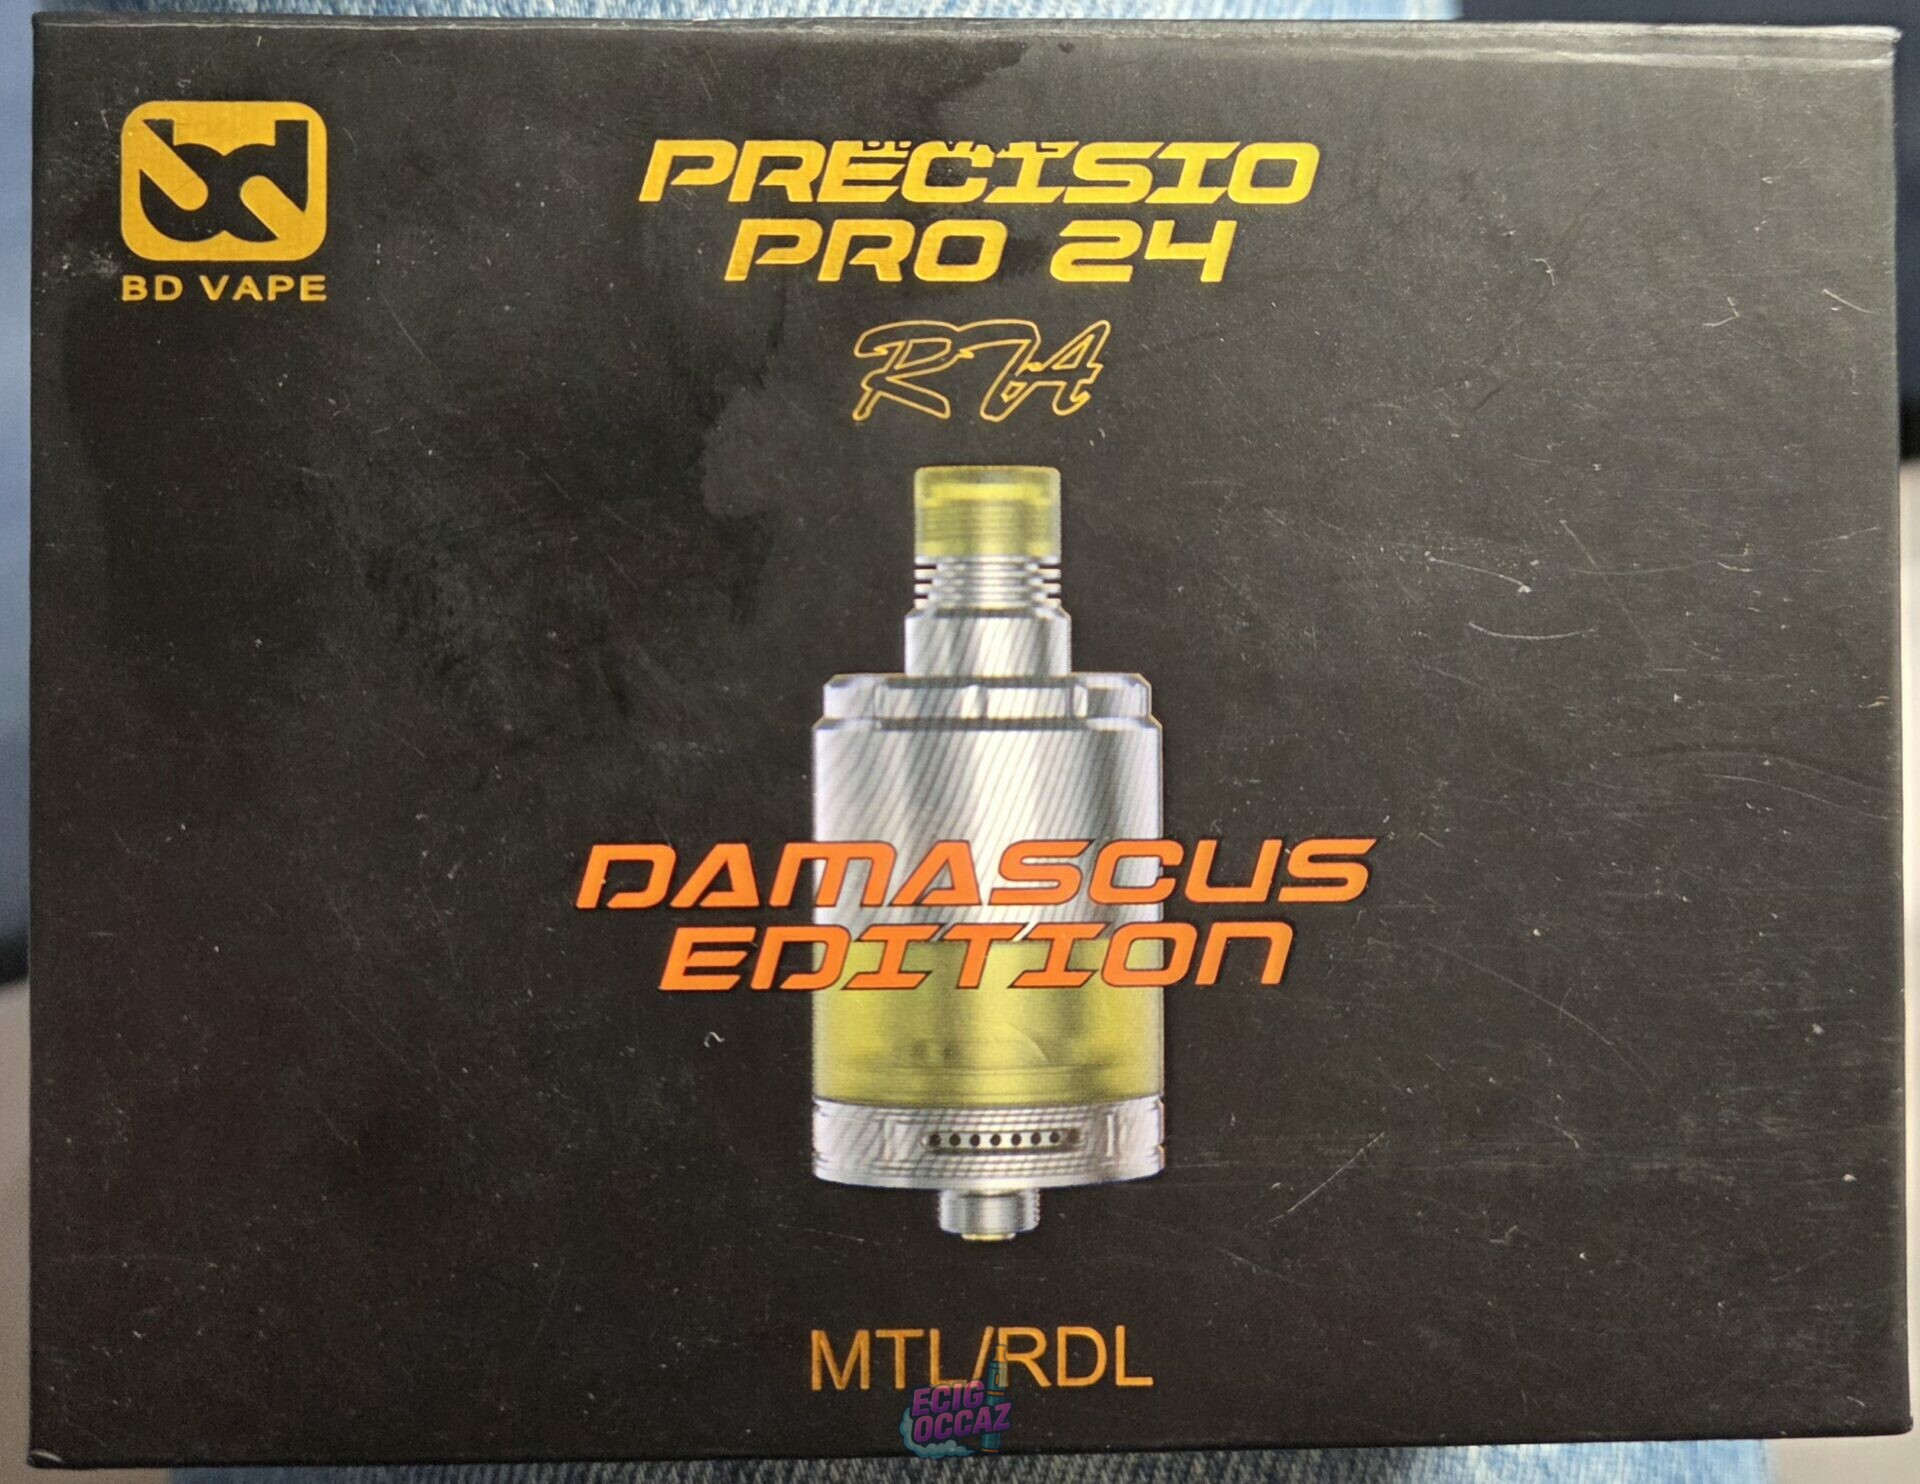 BD VAPE
PRECISIO
PRO 24
RTA
DAMASCUS
EDITION
MTL/RDL
ECIG
OCCAZ